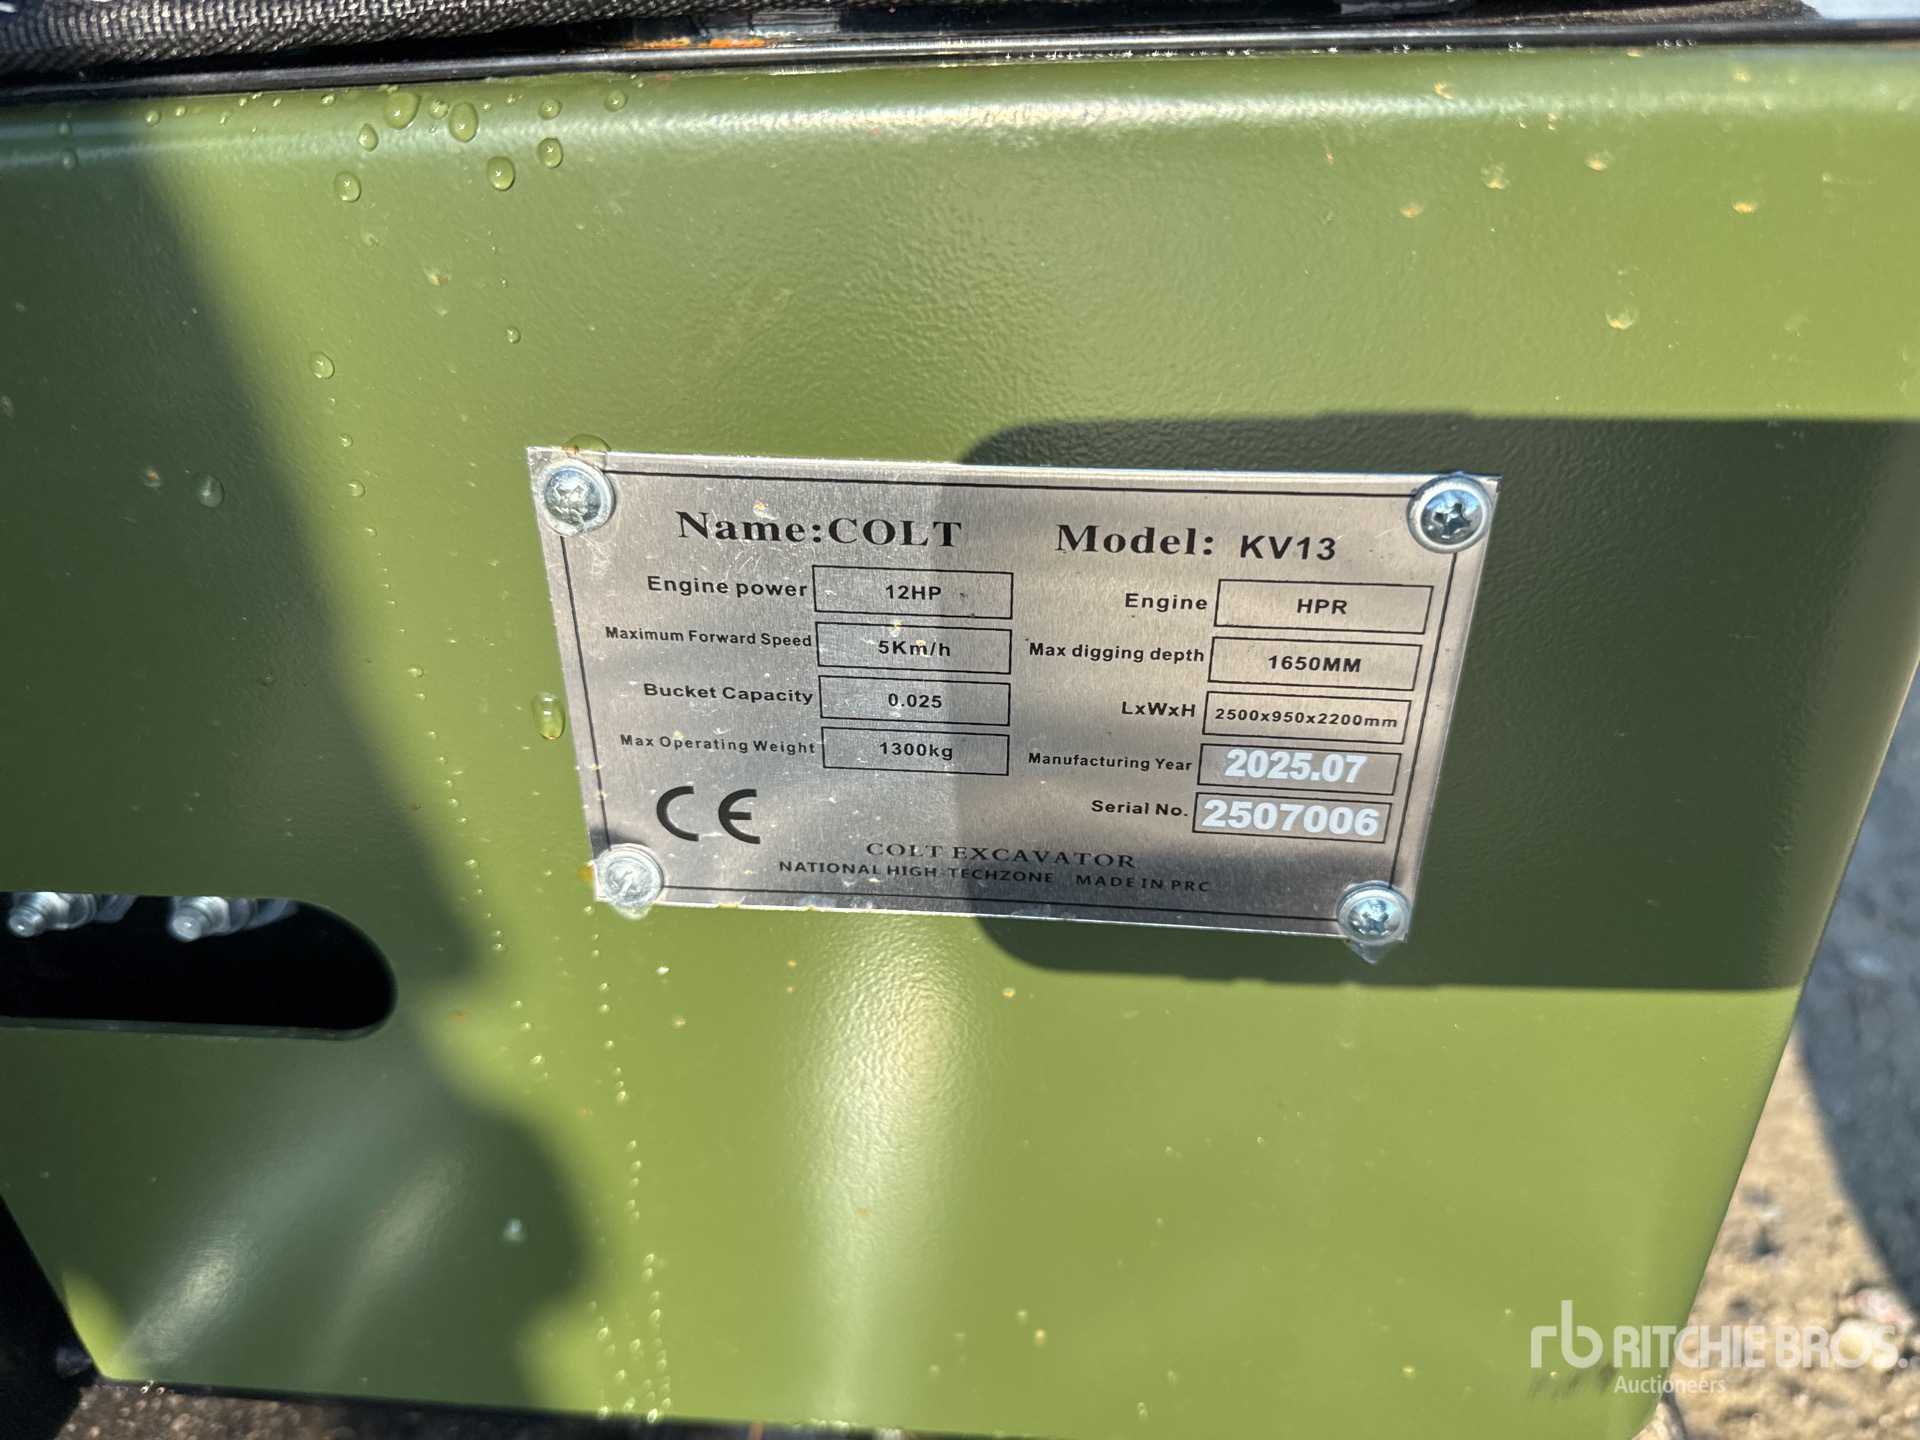 Name:COLT Model: KV13
Engine power 12HP Engine HPR
Maximum Forward Speed 5Km/h Max digging depth 1650MM
Bucket Capacity 0.025 LxWxH 2500x950x2200mm
Max Operating Weight 1300kg Manufacturing Year 2025.07
CE Serial No. 2507006
COLT EXCAVATOR
NATIONAL HIGH-TECHZONE MADE IN PRC
rb RITCHIE BROS.
Auctioneers